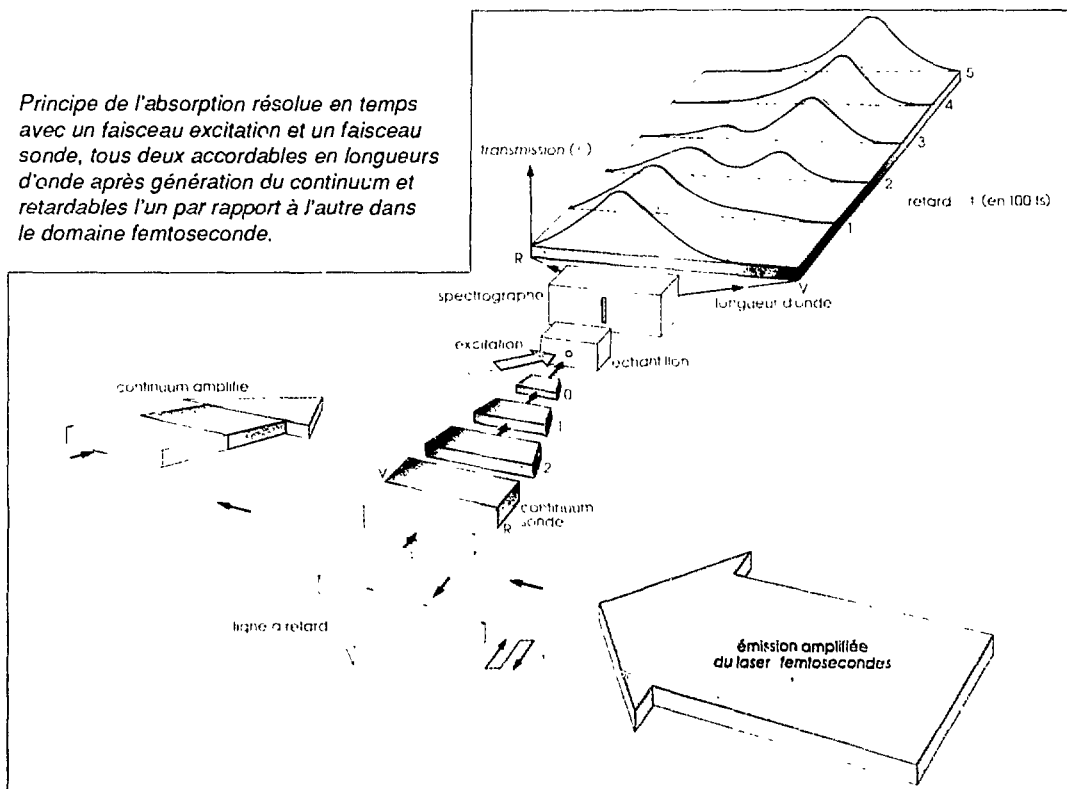 Principe de l'absorption résolue en temps
avec un faisceau excitation et un faisceau
sonde, tous deux accordables en longueurs
d'onde après génération du continuum et
retardables l'un par rapport à l'autre dans
le domaine femtoseconde.
transmission (
5
4
3
2
retard t (en 100 fs)
1
R
V
spectrographe
longueur d'onde
excitation
échantillon
continuum amplifié
0
1
2
V
continuum
sonde
R
ligne à retard
émission amplifiée
du laser femtosecondes